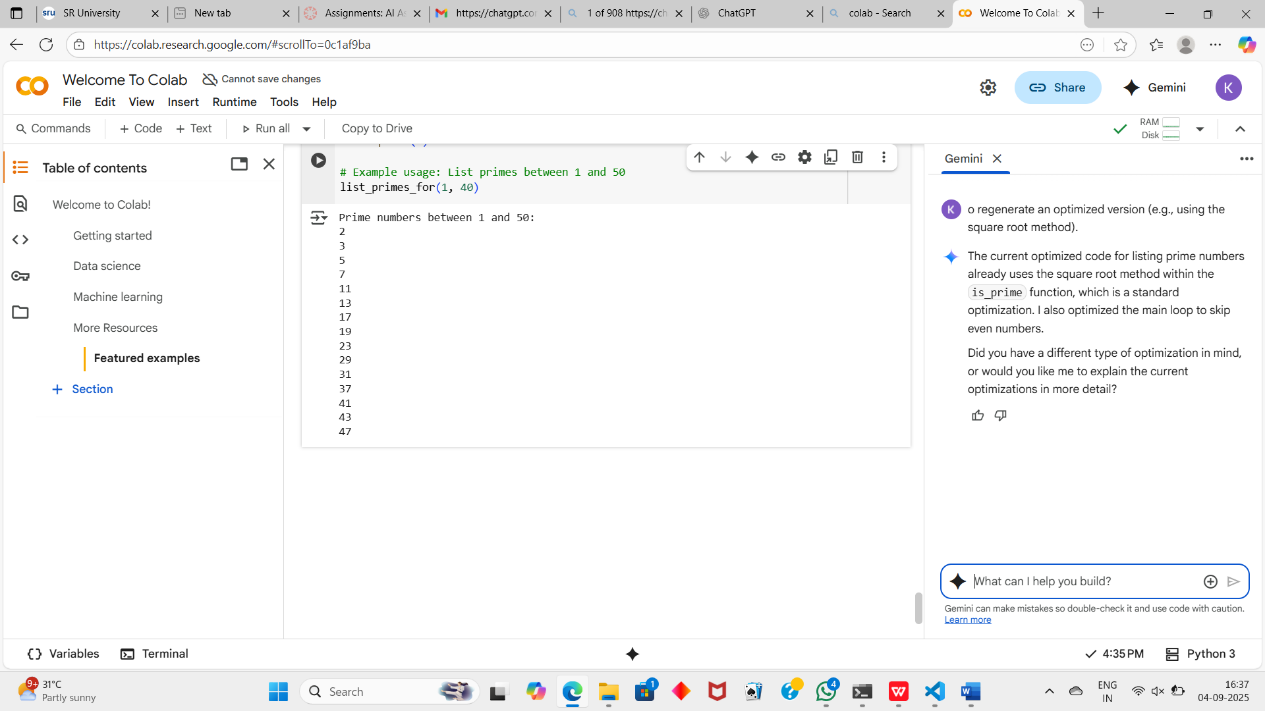 SR University
New tab
Assignments: AI As
https://chatgpt.co
1 of 908 https://ch
ChatGPT
colab - Search
Welcome To Colab
https://colab.research.google.com/#scrollTo=0c1af9ba
Welcome To Colab
Cannot save changes
File Edit View Insert Runtime Tools Help
Share
Gemini
K
Commands
+ Code
+ Text
Run all
Copy to Drive
RAM
Disk
Table of contents
Welcome to Colab!
Getting started
Data science
Machine learning
More Resources
Featured examples
+ Section
# Example usage: List primes between 1 and 50
list_primes_for(1, 40)
Prime numbers between 1 and 50:
2
3
5
7
11
13
17
19
23
29
31
37
41
43
47
Gemini
K
o regenerate an optimized version (e.g., using the
square root method).
The current optimized code for listing prime numbers
already uses the square root method within the
is_prime function, which is a standard
optimization. I also optimized the main loop to skip
even numbers.
Did you have a different type of optimization in mind,
or would you like me to explain the current
optimizations in more detail?
What can I help you build?
Gemini can make mistakes so double-check it and use code with caution.
Learn more
Variables
Terminal
4:35 PM
Python 3
9+
31°C
Partly sunny
Search
1
4
ENG
IN
16:37
04-09-2025